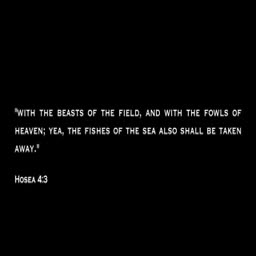 "WITH THE BEASTS OF THE FIELD, AND WITH THE FOWLS OF
HEAVEN; YEA, THE FISHES OF THE SEA ALSO SHALL BE TAKEN
AWAY."
HOSEA 4:3